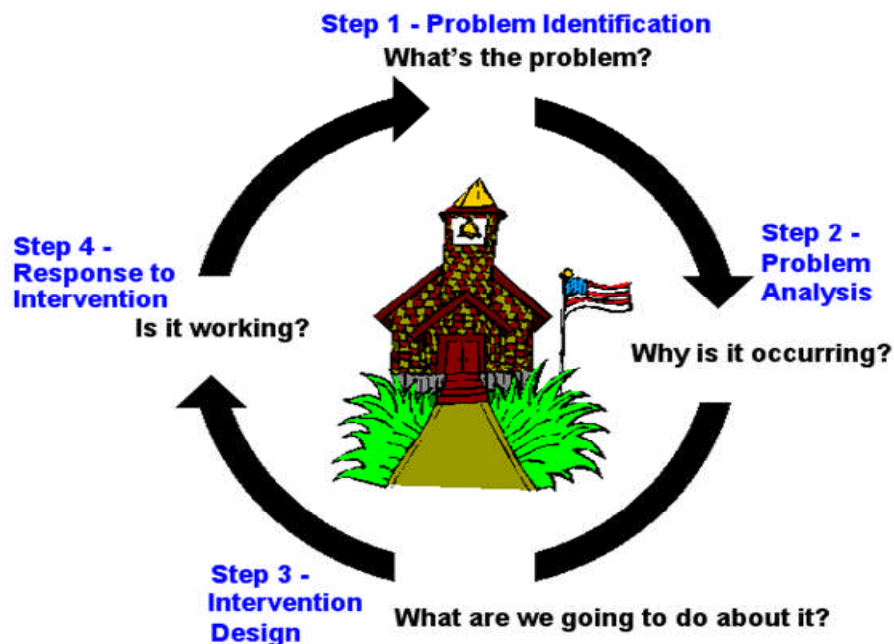 Step 1 - Problem Identification
What's the problem?
Step 2 -
Problem
Analysis
Why is it occurring?
Step 3 -
Intervention
Design
What are we going to do about it?
Step 4 -
Response to
Intervention
Is it working?